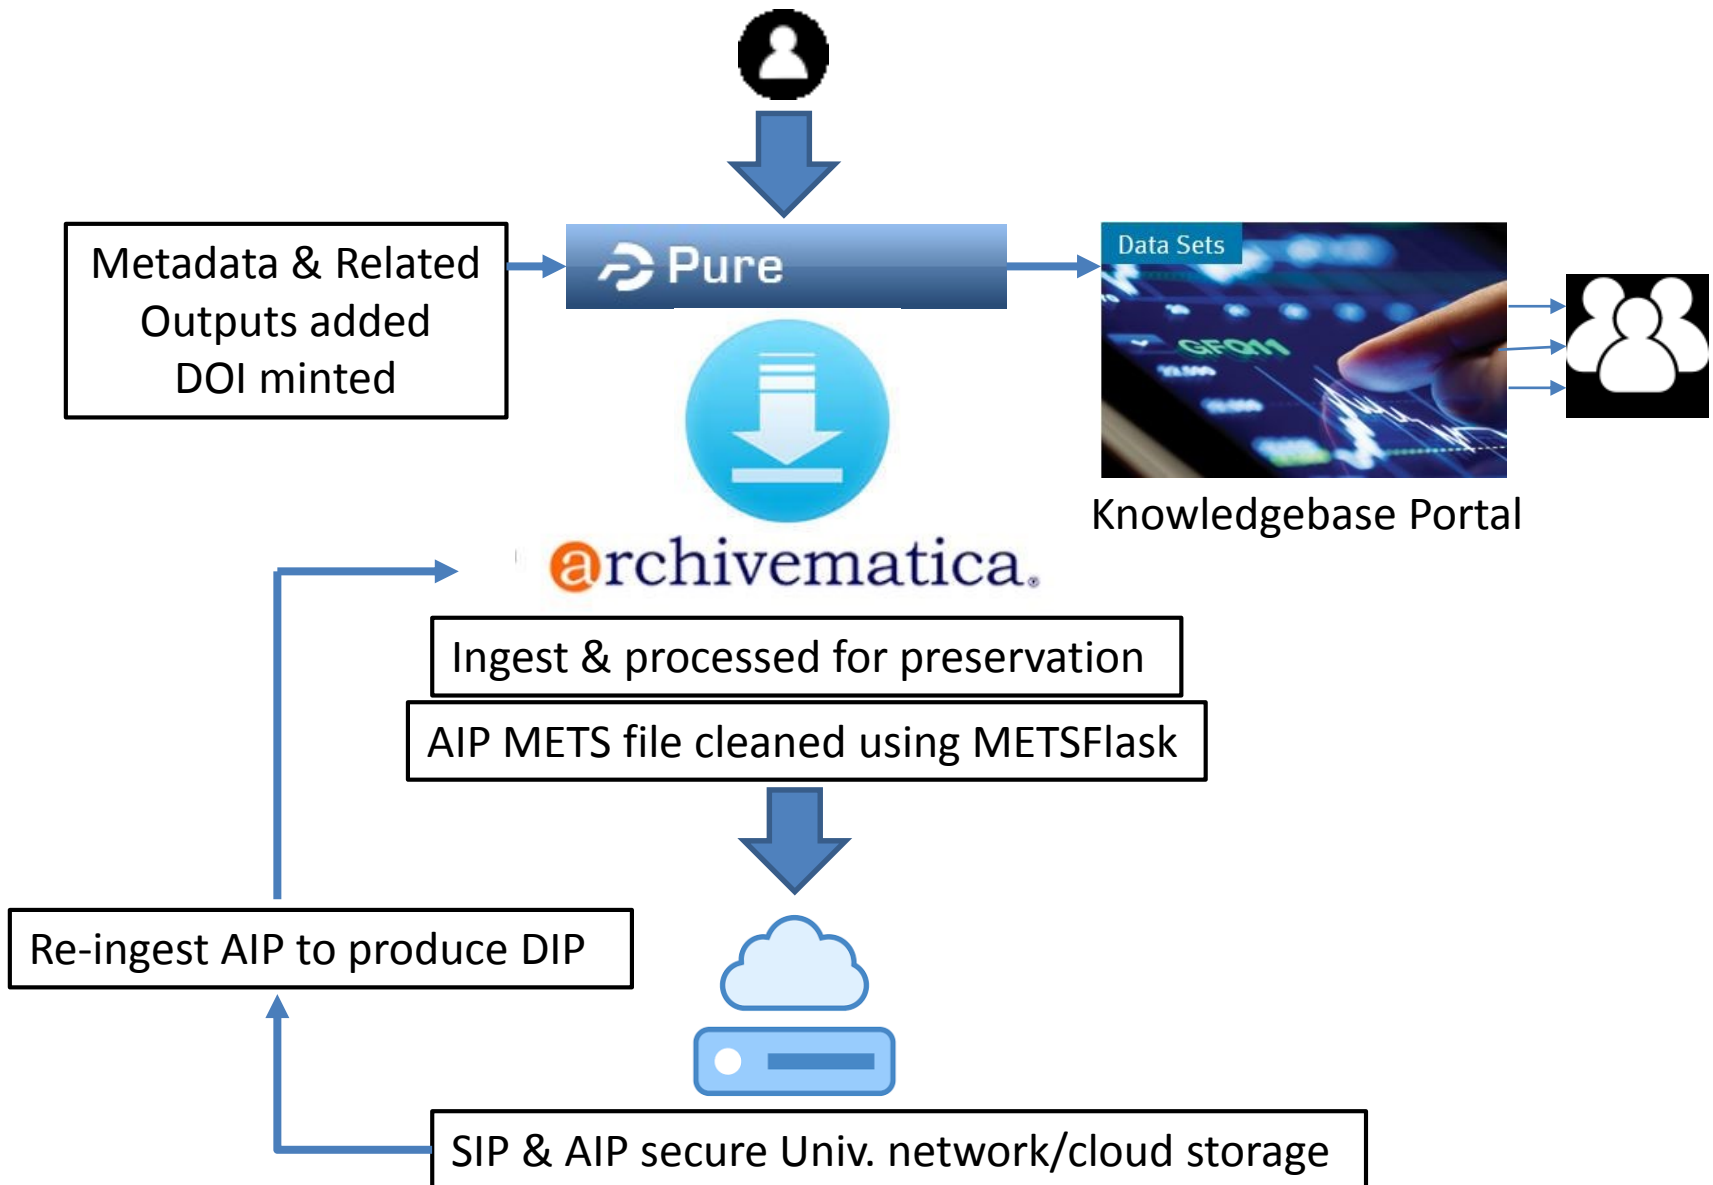 Metadata & Related
Outputs added
DOI minted
Pure
Data Sets
GFQ11
Knowledgebase Portal
archivematica®
Ingest & processed for preservation
AIP METS file cleaned using METSFlask
Re-ingest AIP to produce DIP
SIP & AIP secure Univ. network/cloud storage